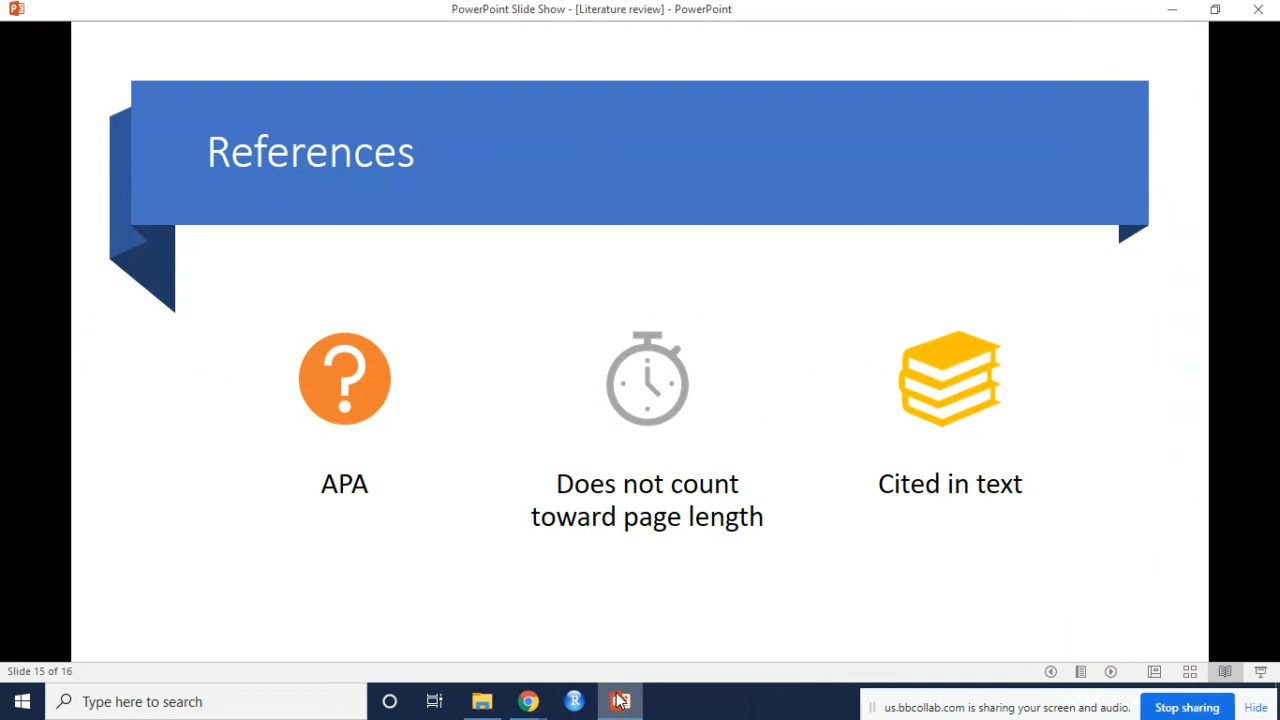 PowerPoint Slide Show - [Literature review] - PowerPoint
References
?
APA
Does not count
toward page length
Cited in text
Slide 15 of 16
Type here to search
R
us.bbcollab.com is sharing your screen and audio.
Stop sharing
Hide